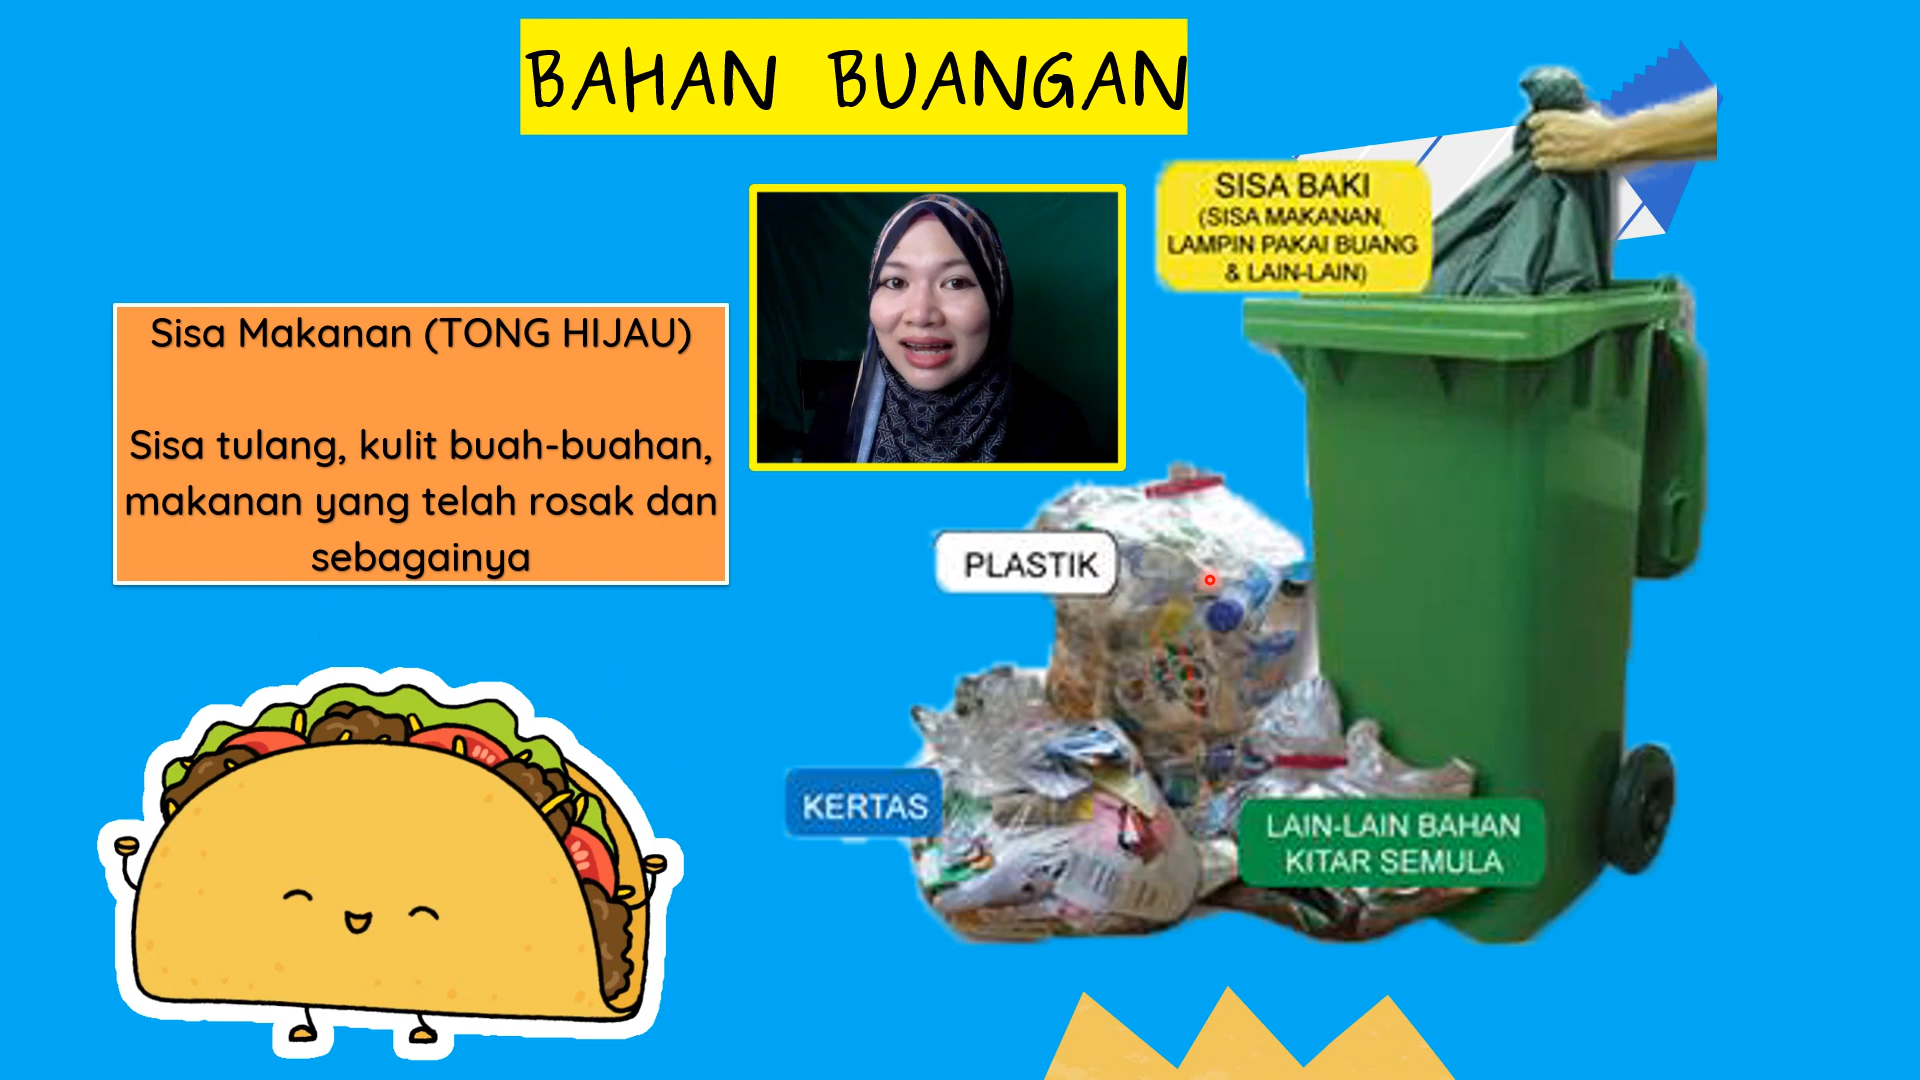 BAHAN BUANGAN
SISA BAKI
(SISA MAKANAN,
LAMPIN PAKAI BUANG
& LAIN-LAIN)
Sisa Makanan (TONG HIJAU)
Sisa tulang, kulit buah-buahan,
makanan yang telah rosak dan
sebagainya
PLASTIK
KERTAS
LAIN-LAIN BAHAN
KITAR SEMULA